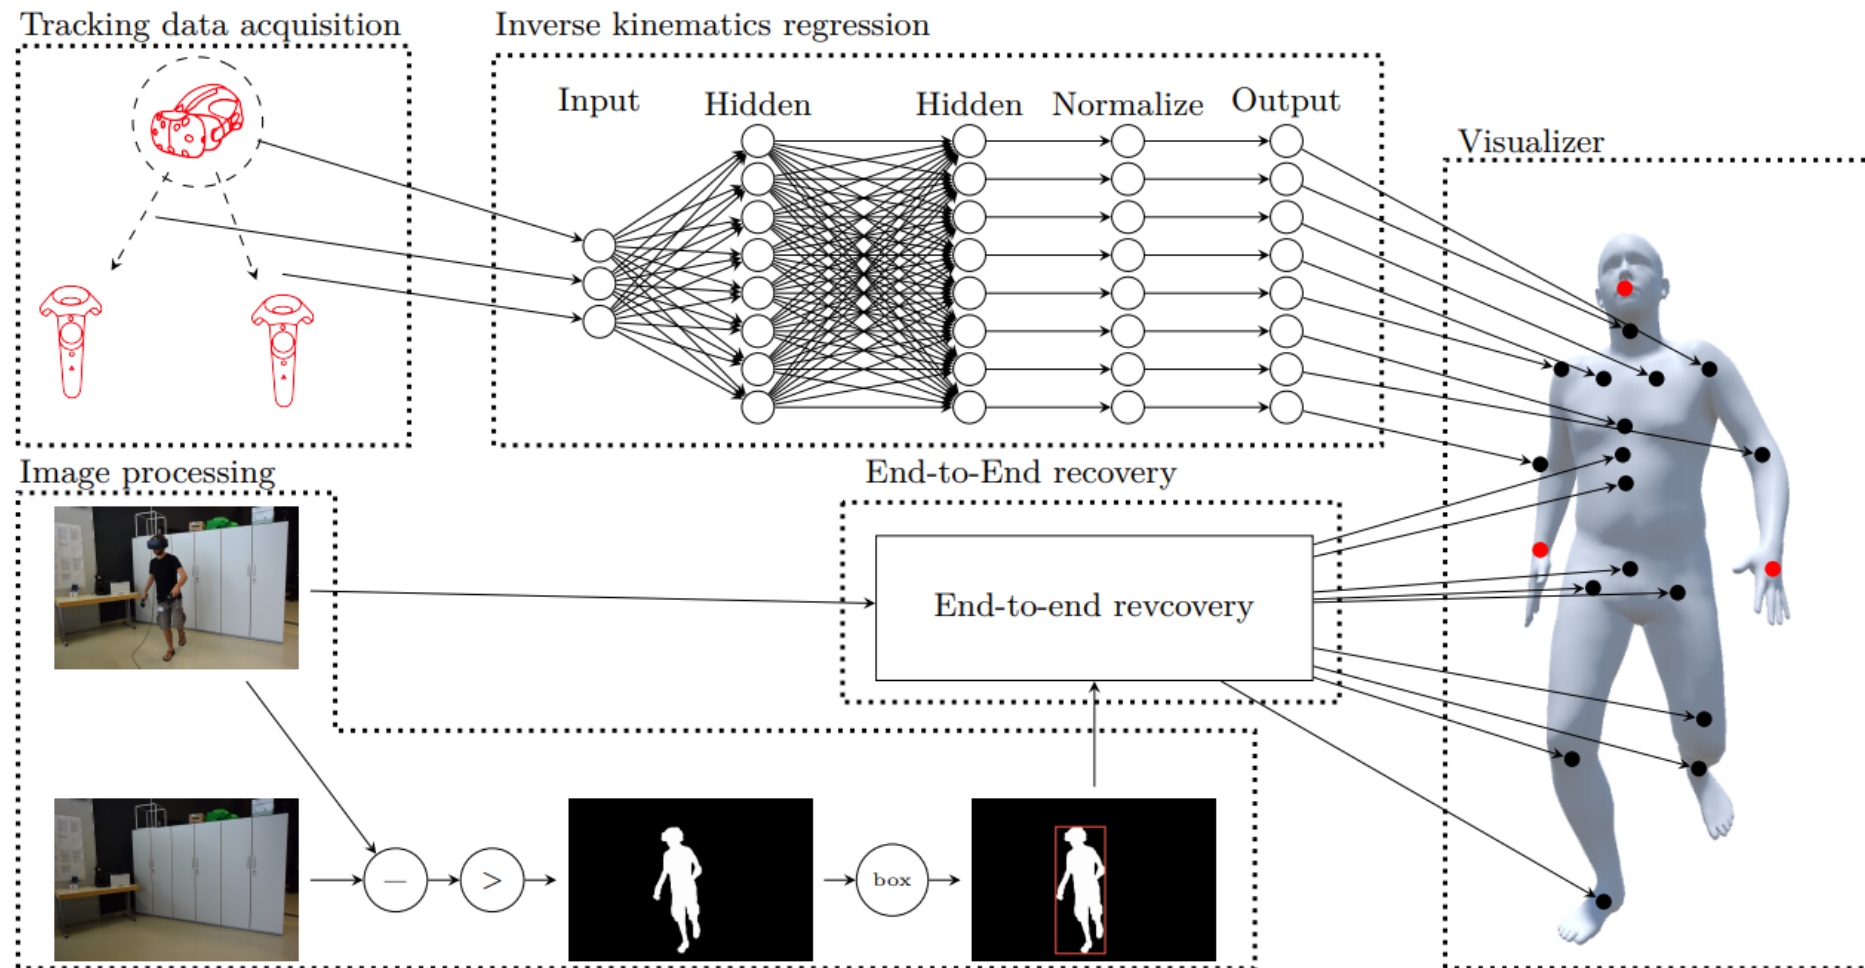 Tracking data acquisition
Inverse kinematics regression
Input
Hidden
Hidden
Normalize
Output
Visualizer
Image processing
End-to-End recovery
End-to-end revcovery
−
>
box